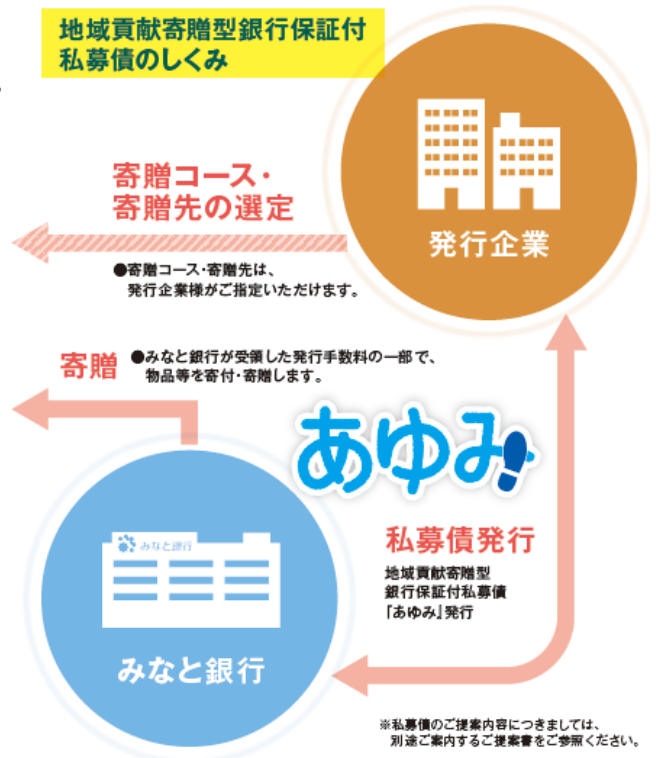 地域貢献寄贈型銀行保証付
私募債のしくみ
発行企業
寄贈コース・
寄贈先の選定
●寄贈コース・寄贈先は、
発行企業様がご指定いただけます。
寄贈
●みなと銀行が受領した発行手数料の一部で、
物品等を寄付・寄贈します。
あゆみ
私募債発行
地域貢献寄贈型
銀行保証付私募債
「あゆみ」発行
みなと銀行
みなと銀行
※私募債のご提案内容につきましては、
別途ご案内するご提案書をご参照ください。